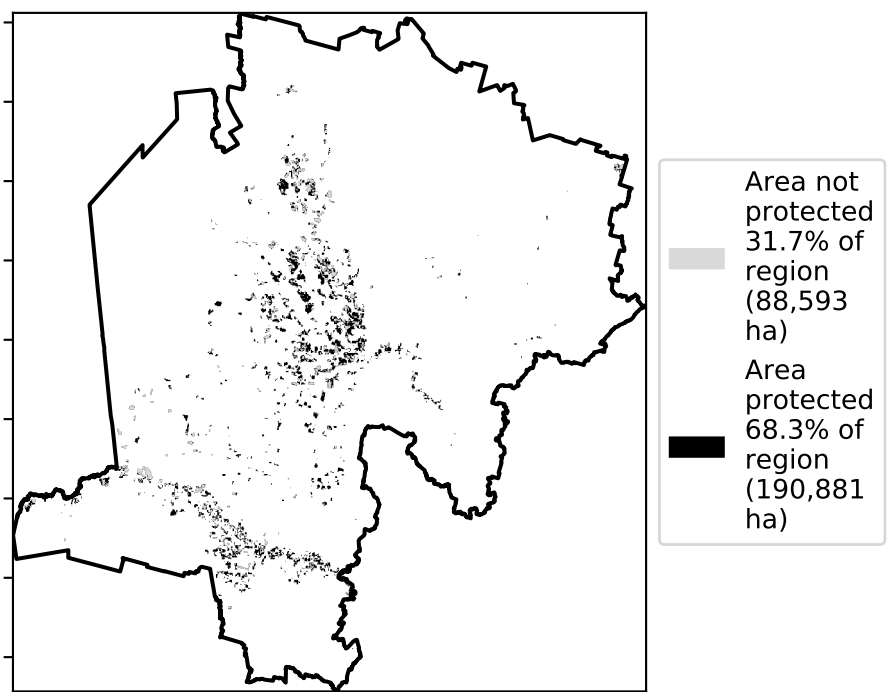 Area not
protected
31.7% of
region
(88,593
ha)
Area
protected
68.3% of
region
(190,881
ha)